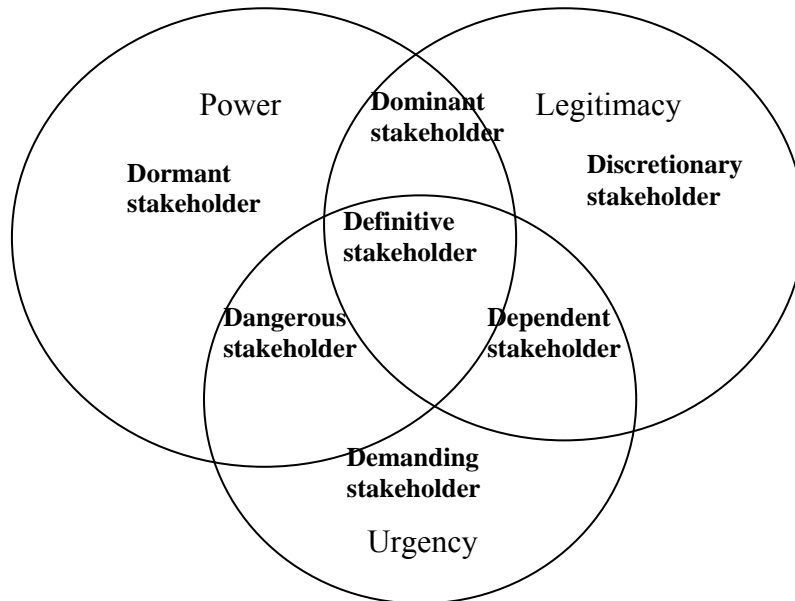 Power
Dominant
stakeholder
Legitimacy
Dormant
stakeholder
Discretionary
stakeholder
Definitive
stakeholder
Dangerous
stakeholder
Dependent
stakeholder
Demanding
stakeholder
Urgency